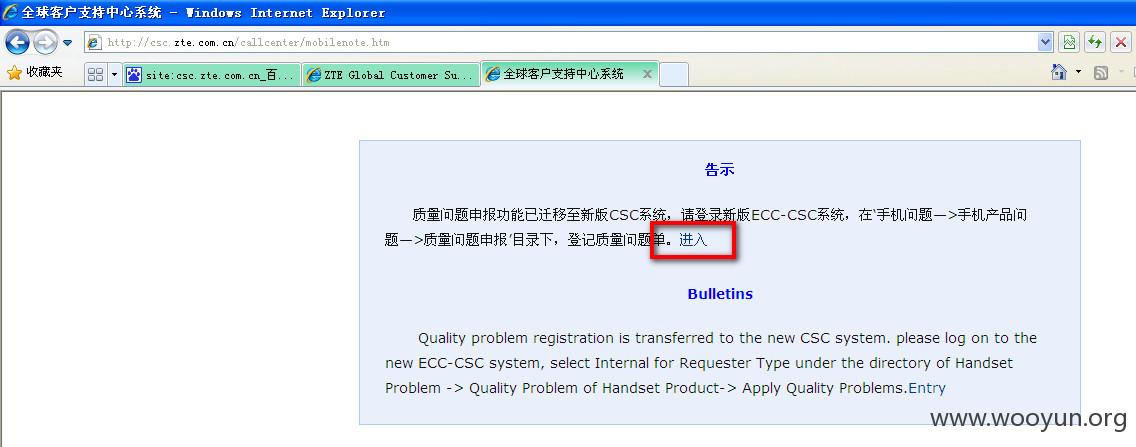 全球客户支持中心系统 - Windows Internet Explorer
http://csc.zte.com.cn/callcenter/mobilenote.htm
收藏夹
site:csc.zte.com.cn_百...
ZTE Global Customer Su...
全球客户支持中心系统
告示
质量问题申报功能已迁移至新版CSC系统，请登录新版ECC-CSC系统，在‘手机问题—>手机产品问
题—>质量问题申报’目录下，登记质量问题单。进入
Bulletins
Quality problem registration is transferred to the new CSC system. please log on to the
new ECC-CSC system, select Internal for Requester Type under the directory of Handset
Problem -> Quality Problem of Handset Product-> Apply Quality Problems.Entry
www.wooyun.org